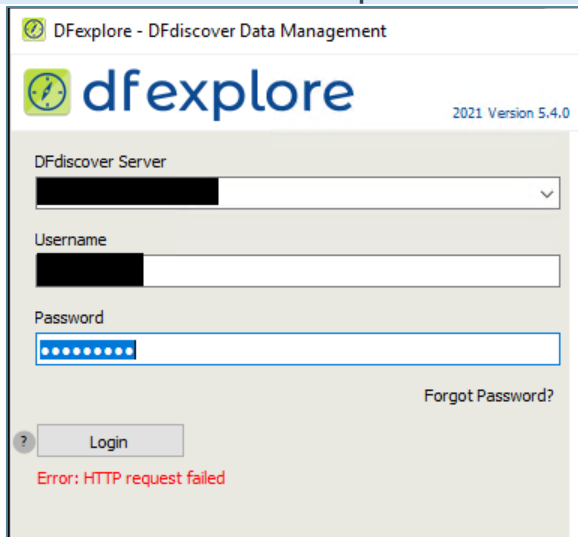 DFexplore - DFdiscover Data Management
dfexplore
2021 Version 5.4.0
DFdiscover Server
Username
Password
Forgot Password?
? Login
Error: HTTP request failed